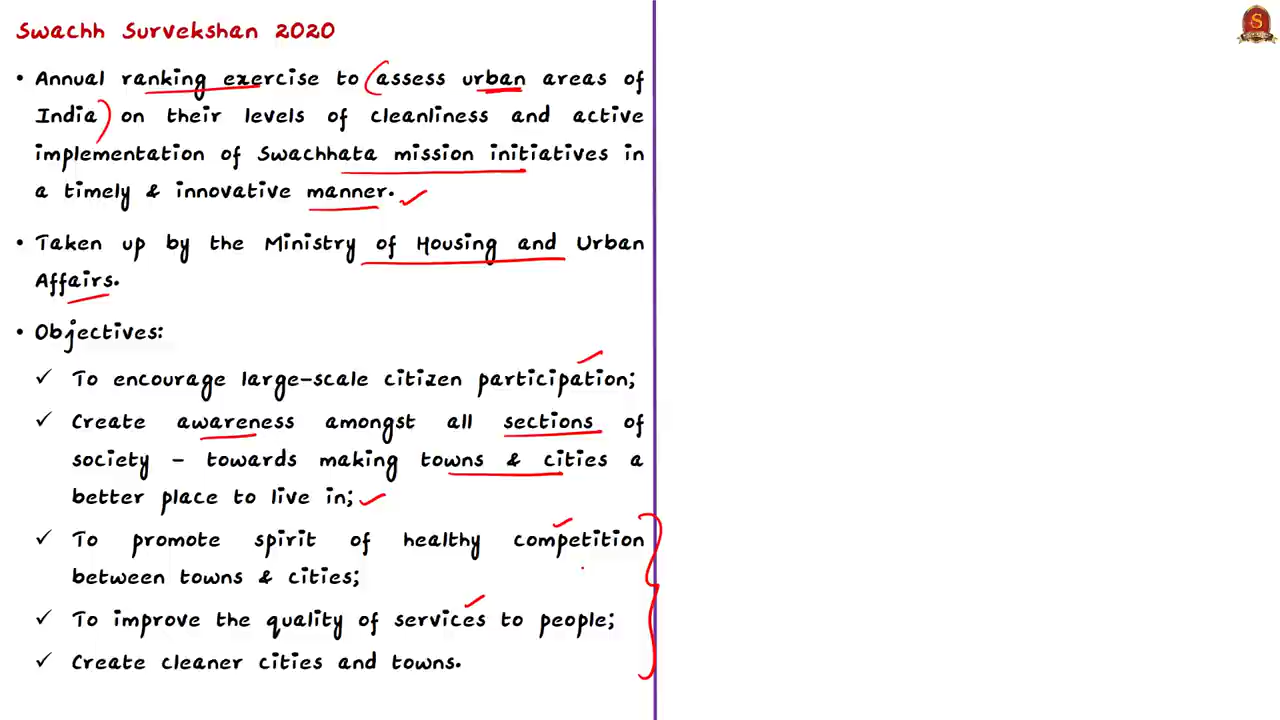 Swachh Survekshan 2020
• Annual ranking exercise to assess urban areas of
India on their levels of cleanliness and active
implementation of Swachhata mission initiatives in
a timely & innovative manner.
• Taken up by the Ministry of Housing and Urban
Affairs.
• Objectives:
✓ To encourage large-scale citizen participation;
✓ Create awareness amongst all sections of
society - towards making towns & cities a
better place to live in;
✓ To promote spirit of healthy competition
between towns & cities;
✓ To improve the quality of services to people;
✓ Create cleaner cities and towns.